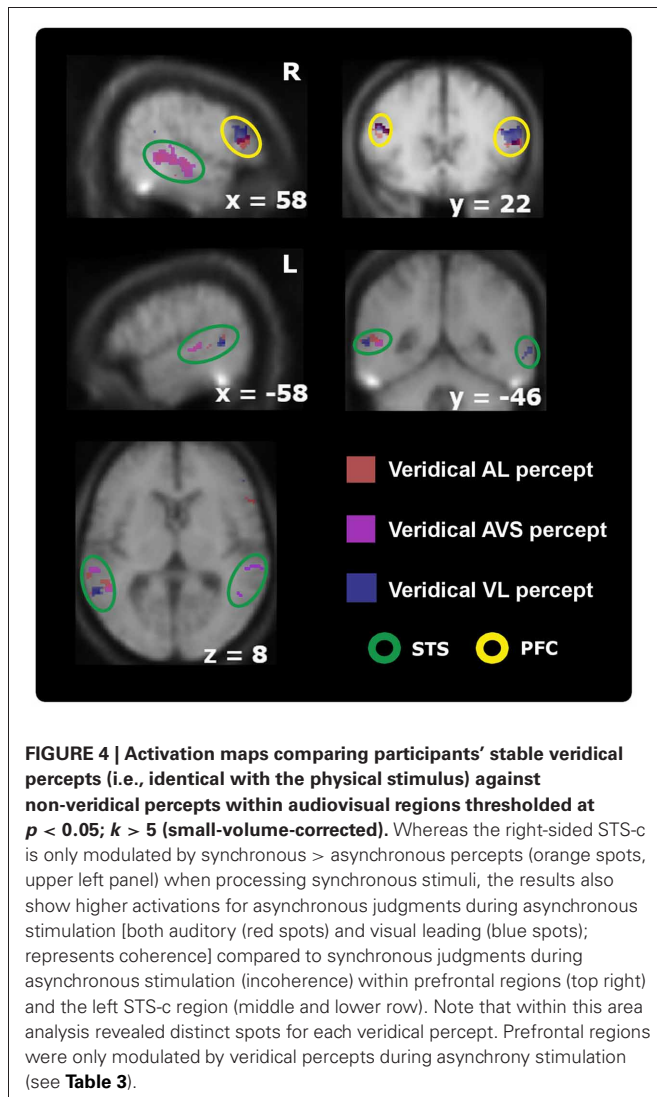 R
x = 58
y = 22
L
x = -58
y = -46
Veridical AL percept
Veridical AVS percept
Veridical VL percept
STS PFC
z = 8
FIGURE 4 | Activation maps comparing participants' stable veridical
percepts (i.e., identical with the physical stimulus) against
non-veridical percepts within audiovisual regions thresholded at
p < 0.05; k > 5 (small-volume-corrected). Whereas the right-sided STS-c
is only modulated by synchronous > asynchronous percepts (orange spots,
upper left panel) when processing synchronous stimuli, the results also
show higher activations for asynchronous judgments during asynchronous
stimulation [both auditory (red spots) and visual leading (blue spots);
represents coherence] compared to synchronous judgments during
asynchronous stimulation (incoherence) within prefrontal regions (top right)
and the left STS-c region (middle and lower row). Note that within this area
analysis revealed distinct spots for each veridical percept. Prefrontal regions
were only modulated by veridical percepts during asynchrony stimulation
(see Table 3).